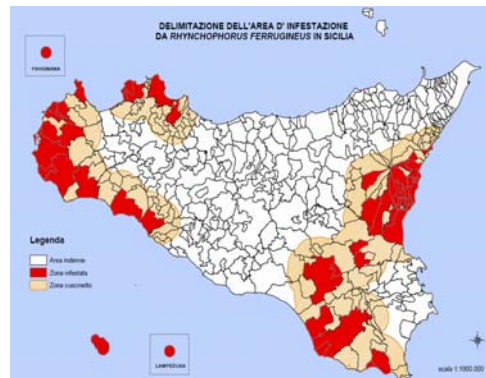 DELIMITAZIONE DELL'AREA D' INFESTAZIONE
DA RHYNCHOPHORUS FERRUGINEUS IN SICILIA
FAVIGNANA
Legenda
Area indenne
Zona infestata
Zona cuscinetto
LAMPEDUSA
scala 1:1000.000